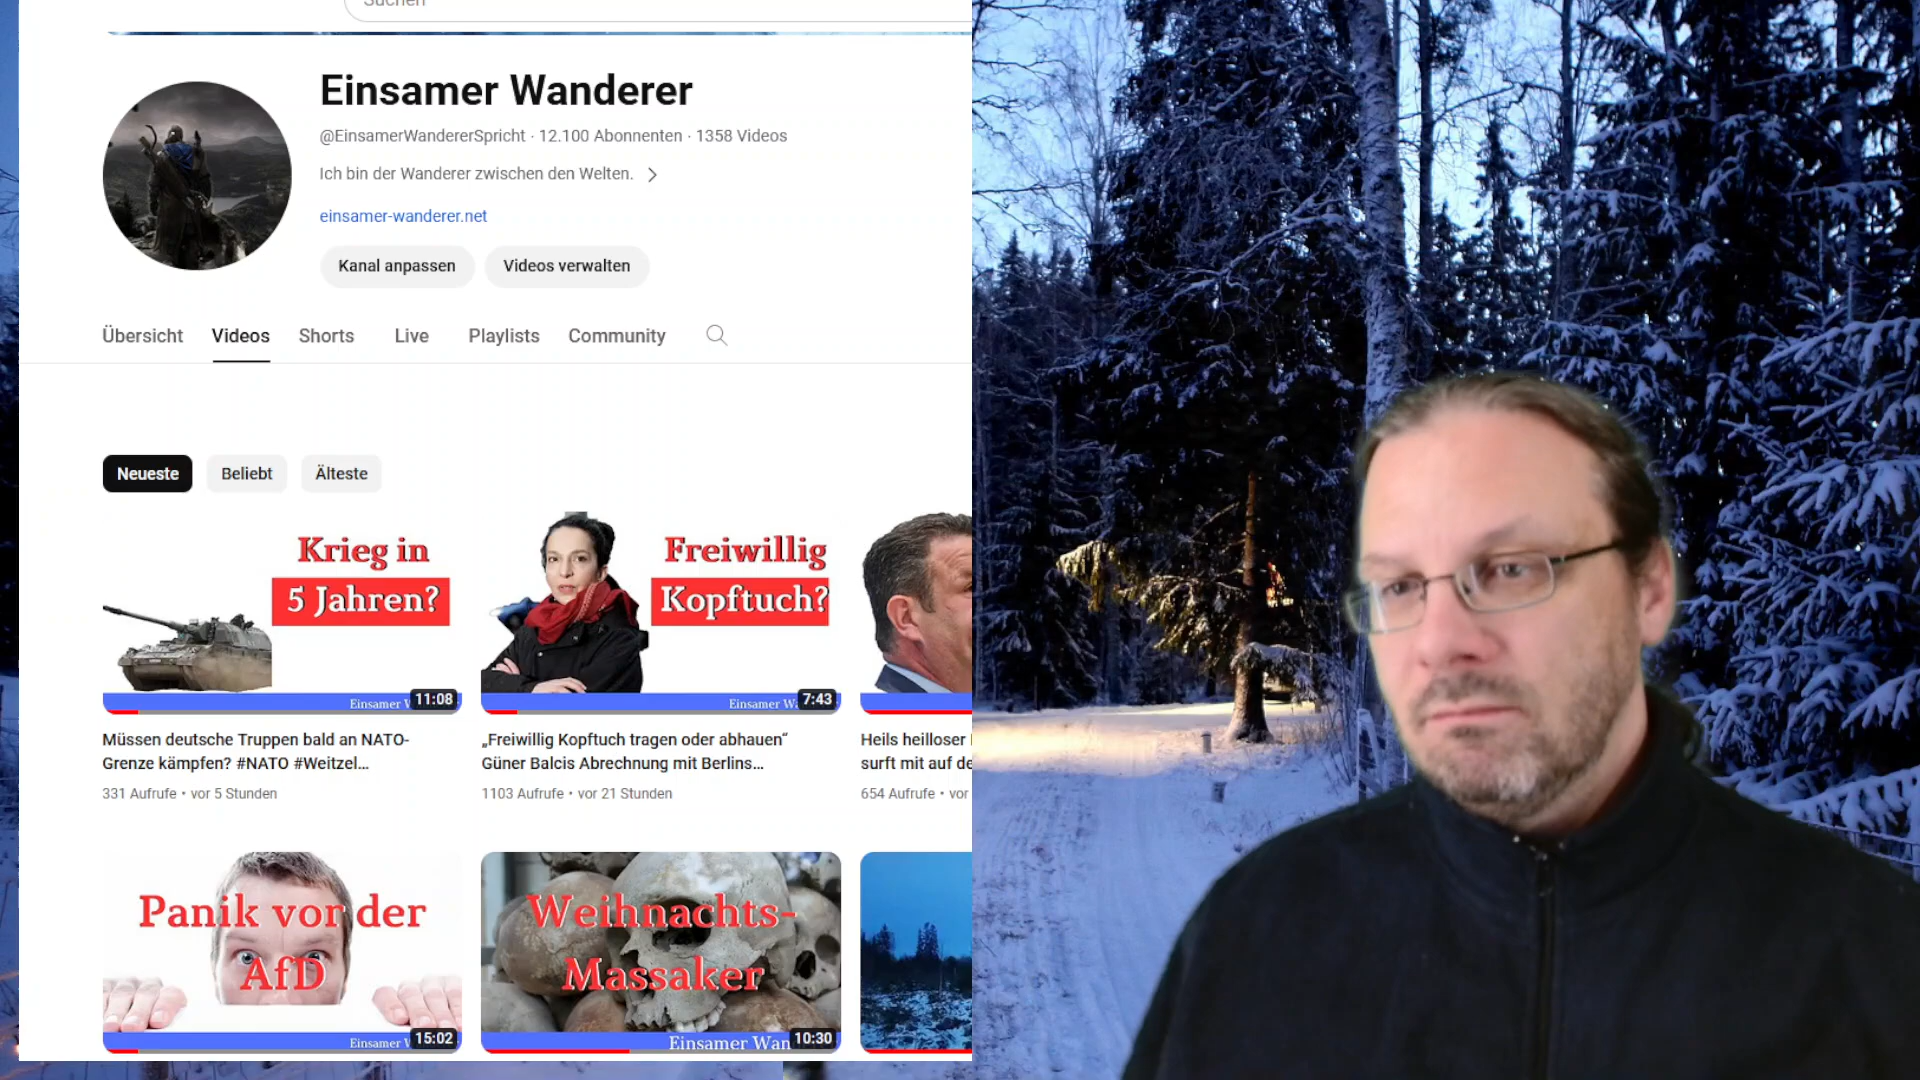 Suchen
Einsamer Wanderer
@EinsamerWandererSpricht · 12.100 Abonnenten · 1358 Videos
Ich bin der Wanderer zwischen den Welten.
einsamer-wanderer.net
Kanal anpassen
Videos verwalten
Übersicht
Videos
Shorts
Live
Playlists
Community
Neueste
Beliebt
Älteste
Krieg in
5 Jahren?
Einsamer
11:08
Freiwillig
Kopftuch?
Einsamer
7:43
Müssen deutsche Truppen bald an NATO-
Grenze kämpfen? #NATO #Weitzel...
331 Aufrufe • vor 5 Stunden
„Freiwillig Kopftuch tragen oder abhauen“
Güner Balcis Abrechnung mit Berlins...
1103 Aufrufe • vor 21 Stunden
Heils heilloser
surft mit auf
654 Aufrufe • vor
Panik vor der
AfD
Einsamer
15:02
Weihnachts-
Massaker
Einsamer Wan
10:30